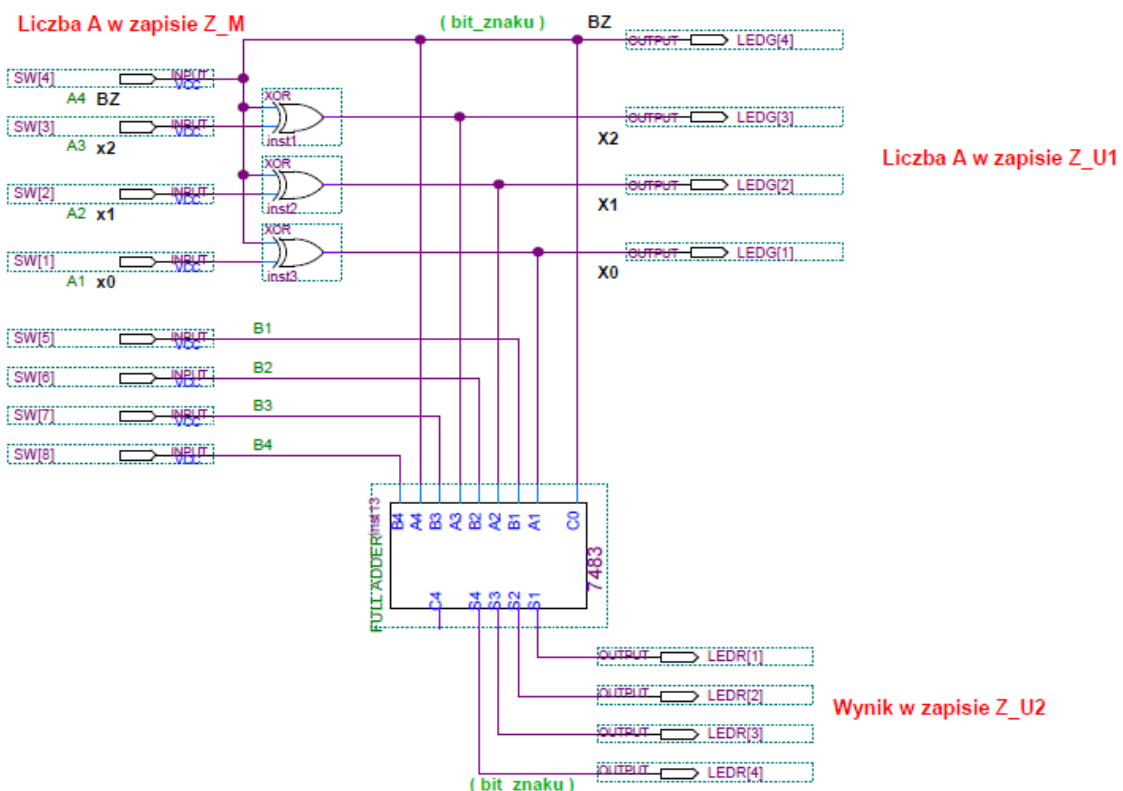 Liczba A w zapisie Z_M
( bit_znaku ) BZ
OUTPUT LEDG[4]
SW[4] INPUT VCC
A4 BZ
XOR
inst1
OUTPUT LEDG[3]
SW[3] INPUT VCC
A3 x2
X2
Liczba A w zapisie Z_U1
XOR
inst2
OUTPUT LEDG[2]
SW[2] INPUT VCC
A2 x1
X1
XOR
inst3
OUTPUT LEDG[1]
SW[1] INPUT VCC
A1 x0
X0
SW[5] INPUT VCC B1
SW[6] INPUT VCC B2
SW[7] INPUT VCC B3
SW[8] INPUT VCC B4
inst13
B4 A4 B3 A3 B2 A2 B1 A1 C0
FULL ADDER
7483
C4 S4 S3 S2 S1
OUTPUT LEDR[1]
OUTPUT LEDR[2]
Wynik w zapisie Z_U2
OUTPUT LEDR[3]
OUTPUT LEDR[4]
( bit_znaku )